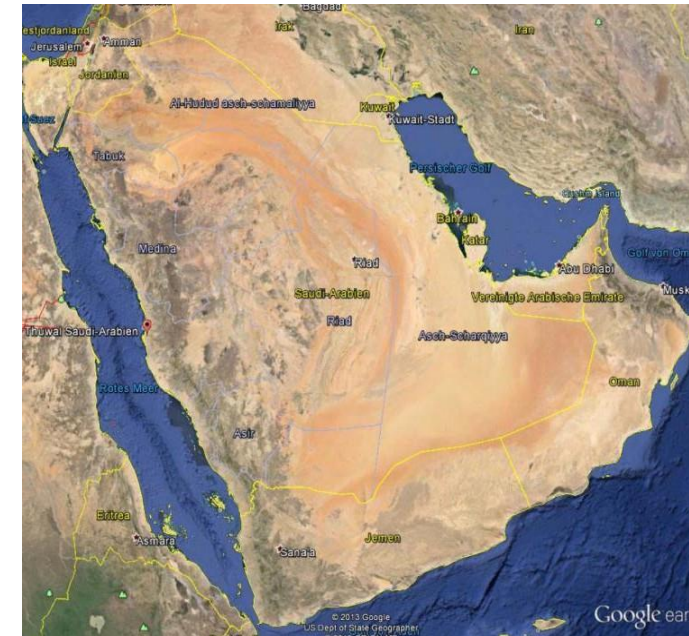 Bagdad
Irak
Iran
estjordanland
Jerusalem
Amman
Israel
Jordanien
Al-Hudud asch-schamaliyya
Kuwait
Kuwait-Stadt
Suez
Tabuk
Persischer Golf
Bahrain
Katar
Golf von Om
Medina
Riad
Abu Dhabi
Musk
Saudi-Arabien
Vereinigte Arabische Emirate
Riad
Thuwal Saudi-Arabien
Asch-Scharqiyya
Rotes Meer
Oman
Asir
Eritrea
Asmara
Sana'a
Jemen
© 2013 Google
US Dept of State Geographer
Google ear